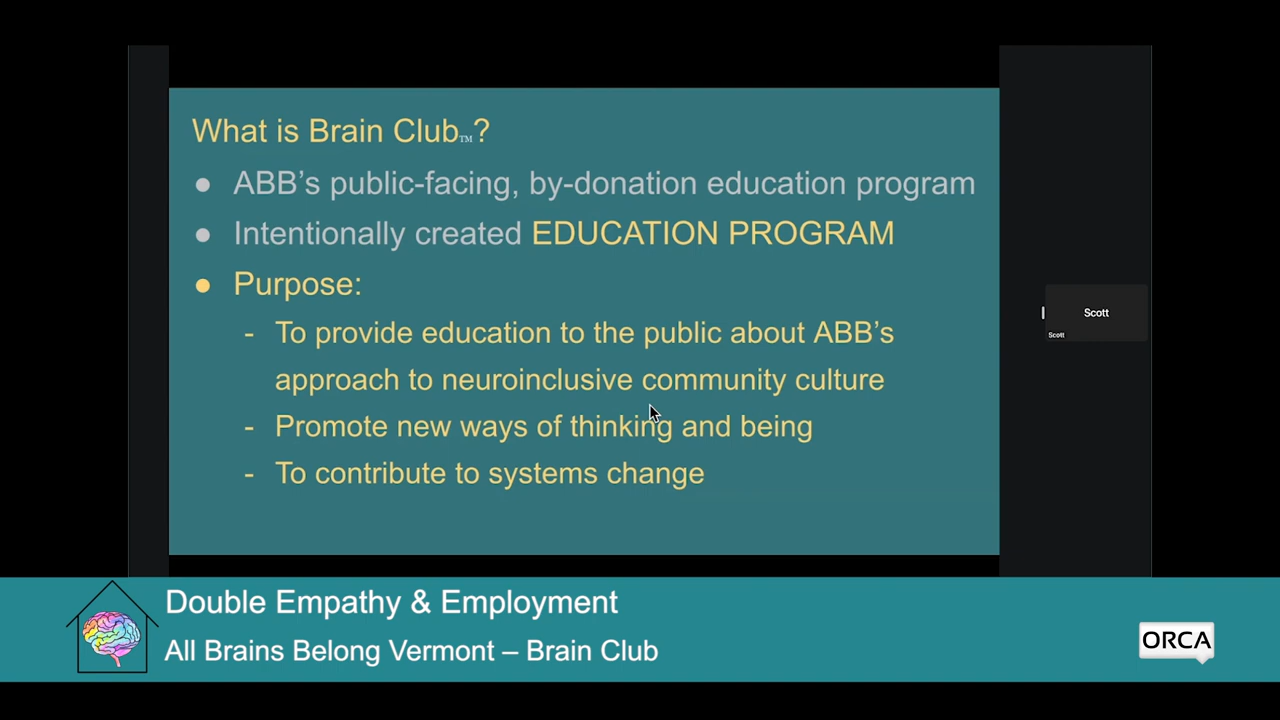 What is Brain Club™?
● ABB's public-facing, by-donation education program
● Intentionally created EDUCATION PROGRAM
● Purpose:
- To provide education to the public about ABB's
approach to neuroinclusive community culture
- Promote new ways of thinking and being
- To contribute to systems change
Scott
Scott
Double Empathy & Employment
All Brains Belong Vermont – Brain Club
ORCA